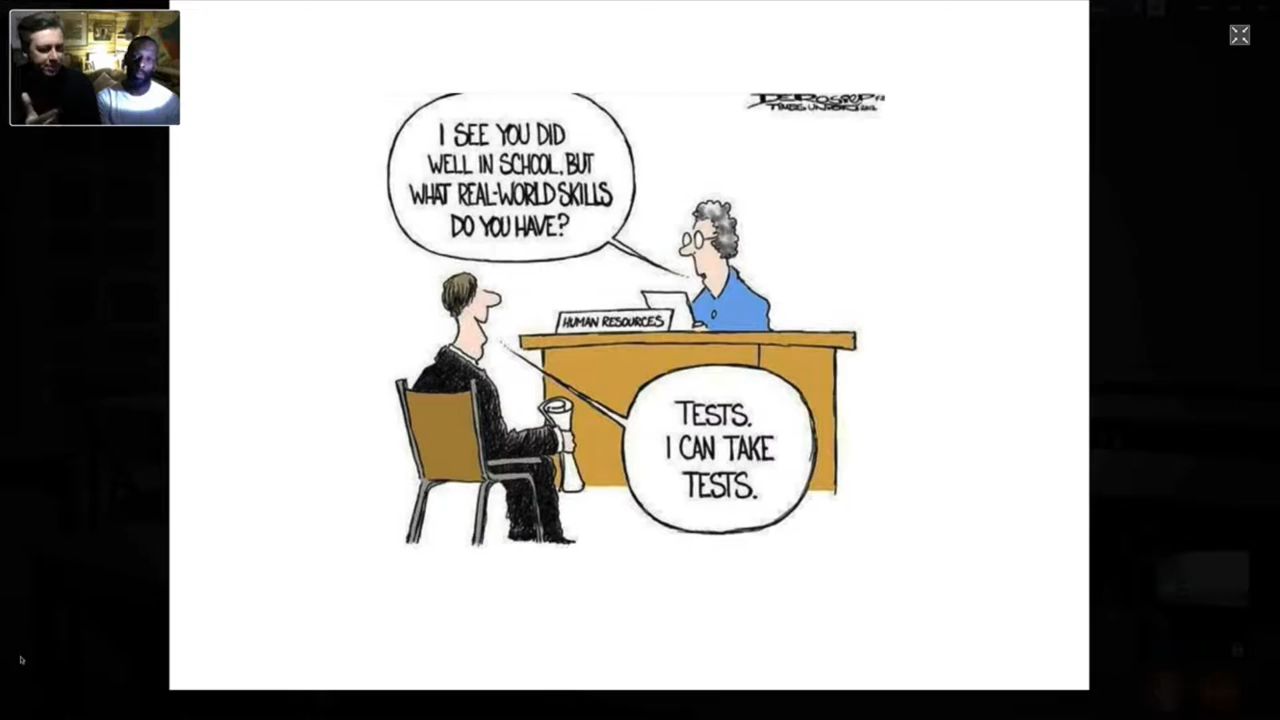 I SEE YOU DID
WELL IN SCHOOL, BUT
WHAT REAL-WORLD SKILLS
DO YOU HAVE?
HUMAN RESOURCES
TESTS.
I CAN TAKE
TESTS.